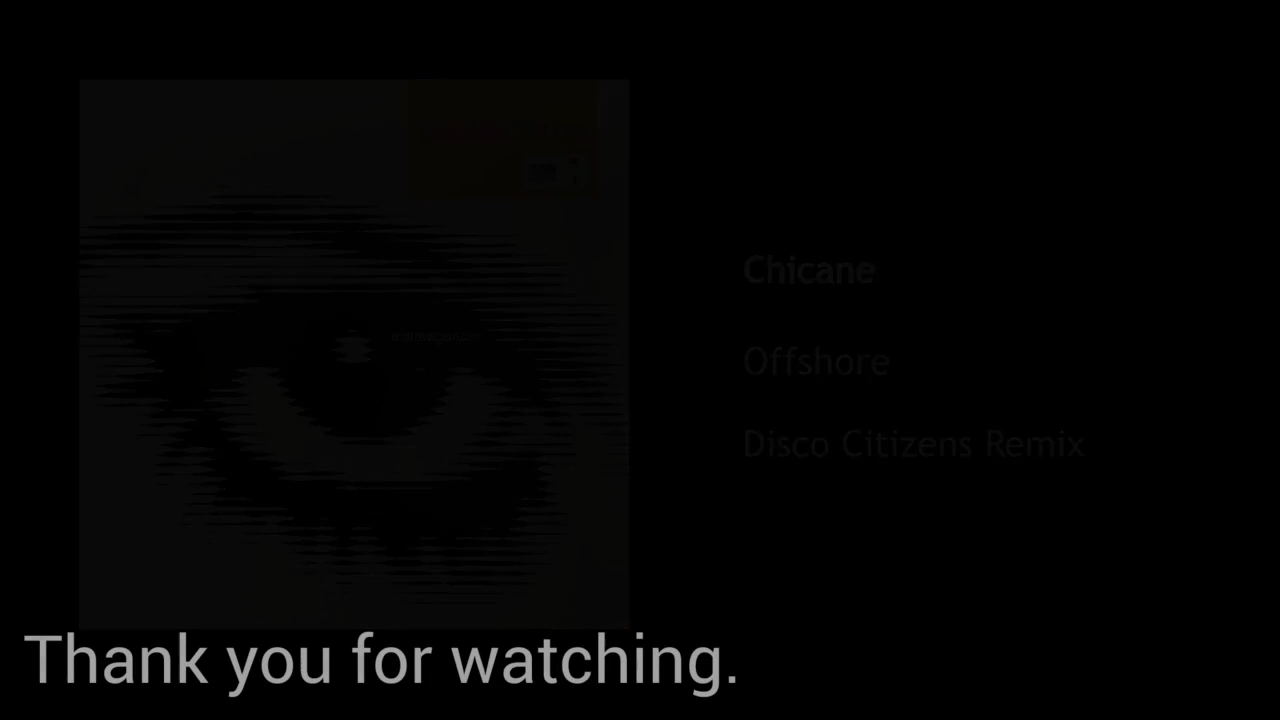 Chicane
Offshore
Disco Citizens Remix
Thank you for watching.